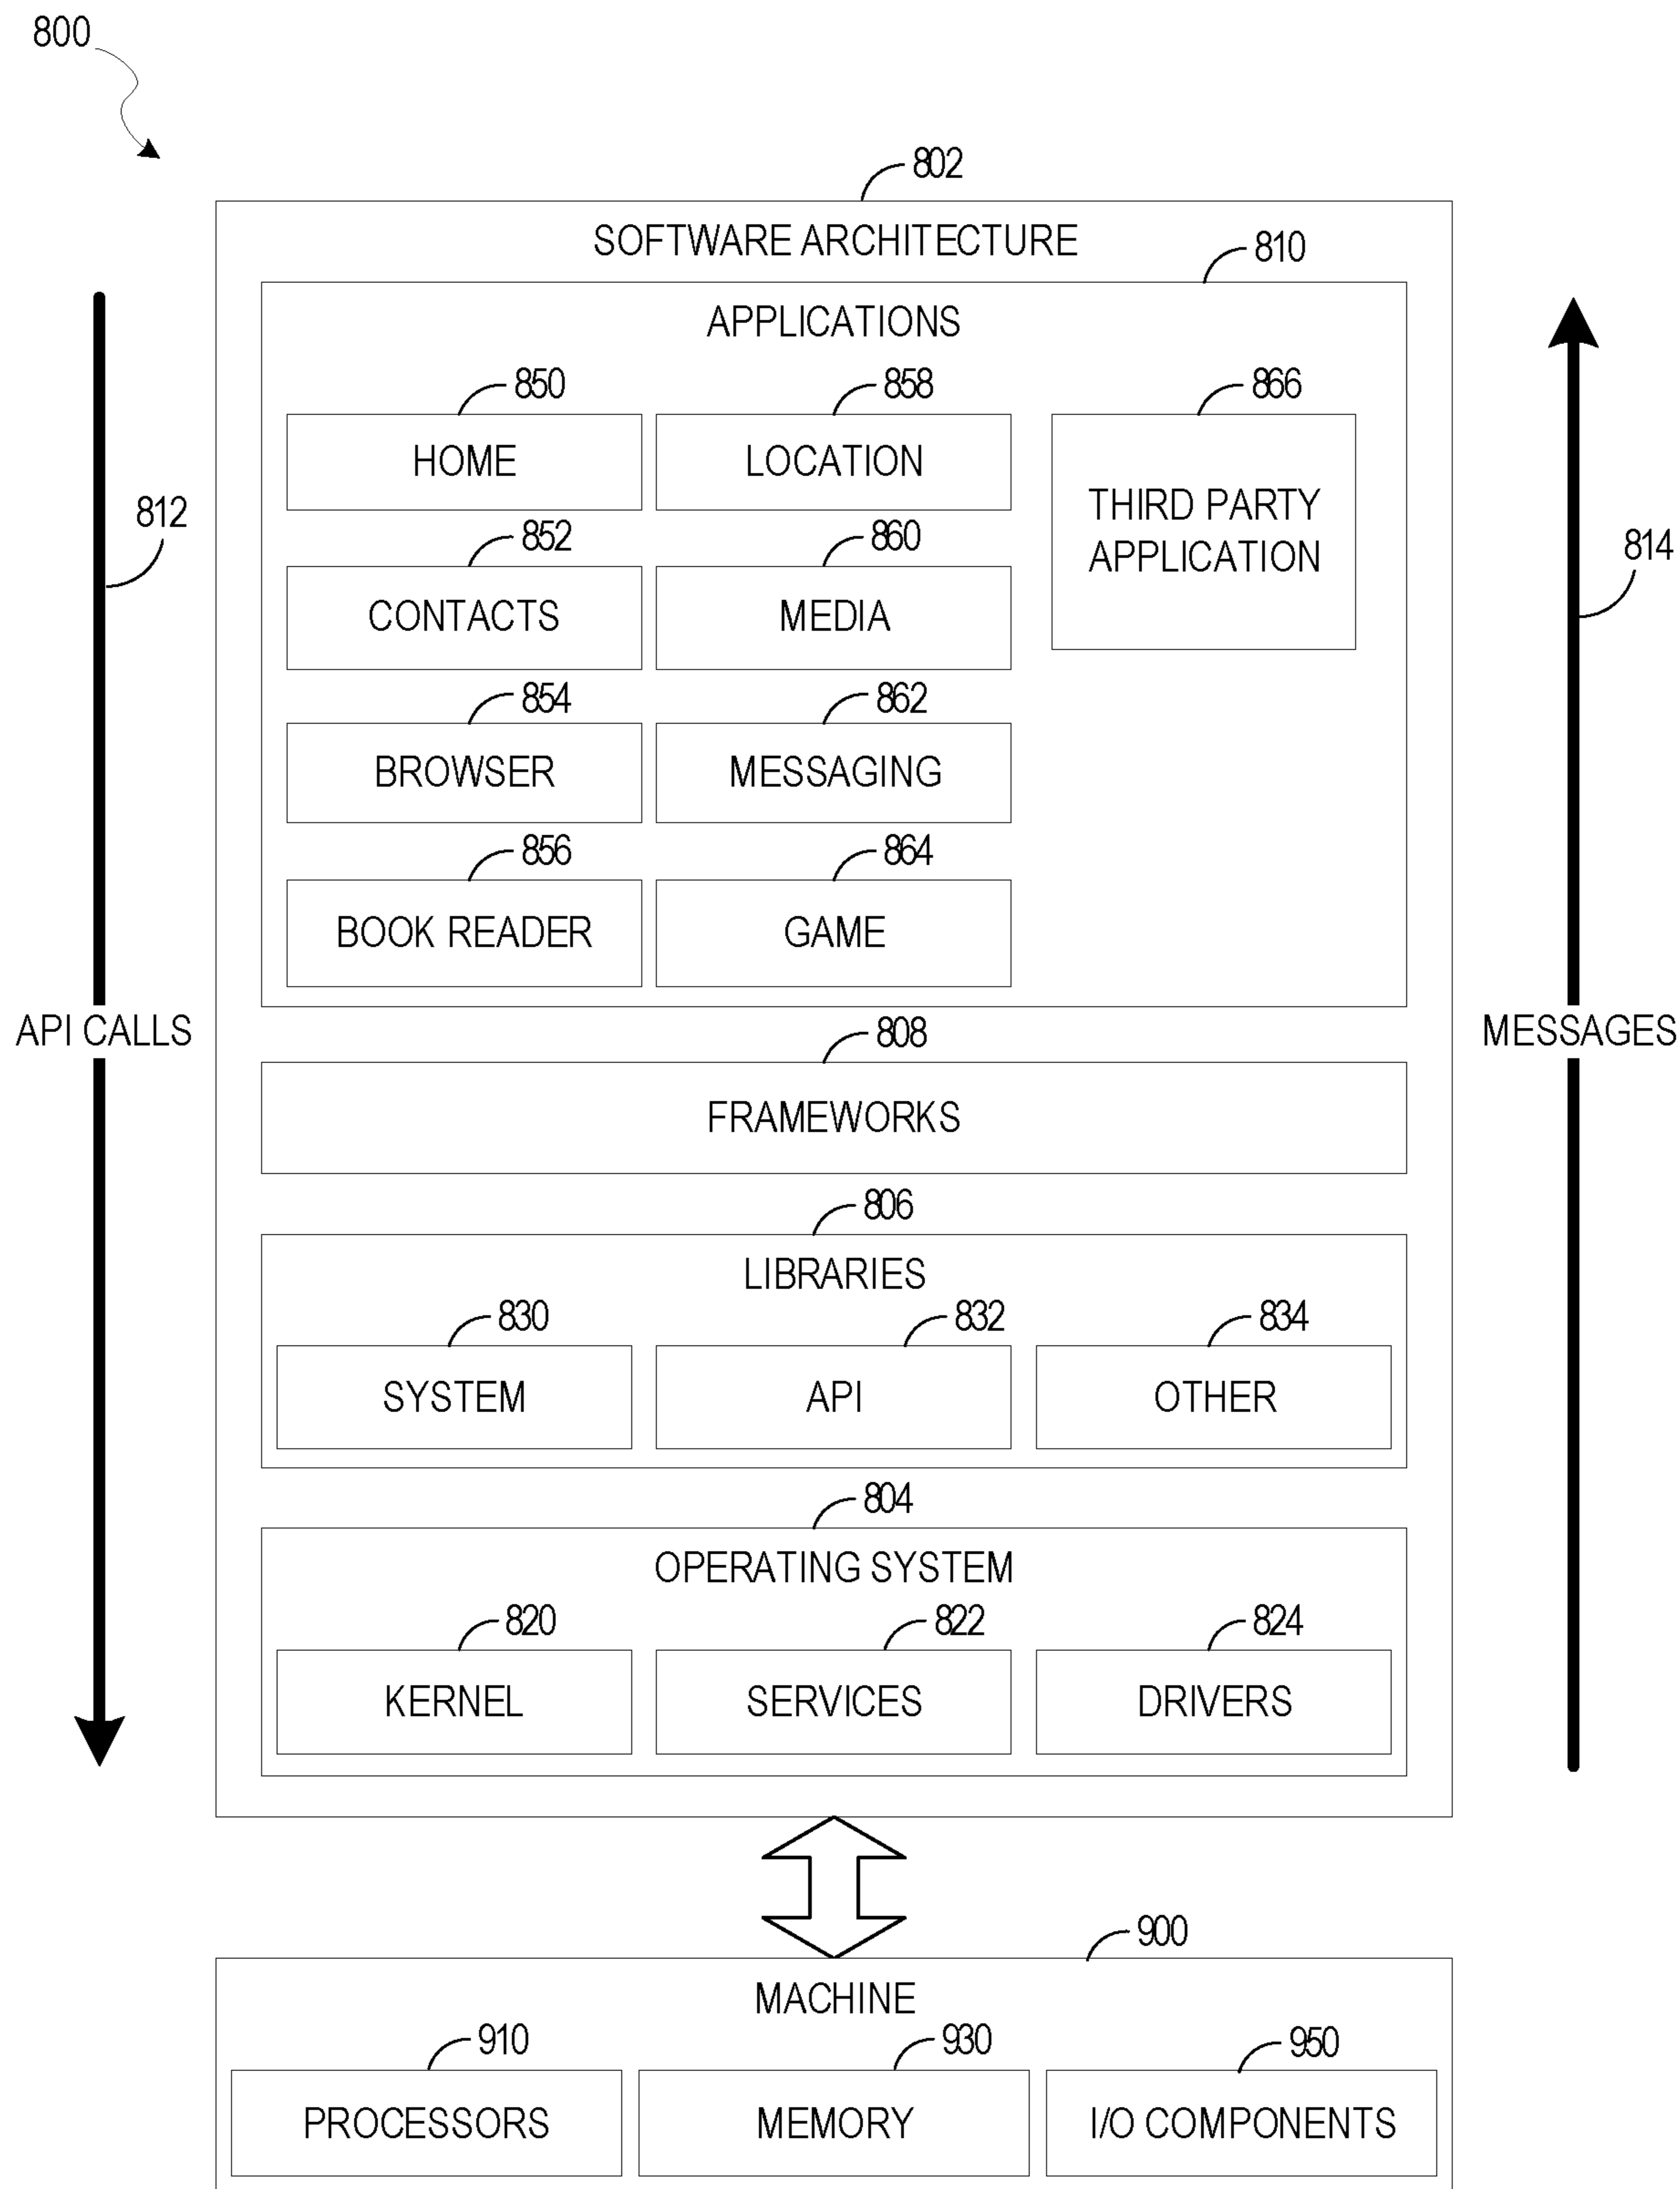 800
802
SOFTWARE ARCHITECTURE
810
APPLICATIONS
850
858
866
HOME
LOCATION
THIRD PARTY
APPLICATION
812
852
860
814
CONTACTS
MEDIA
854
862
BROWSER
MESSAGING
856
864
BOOK READER
GAME
API CALLS
MESSAGES
808
FRAMEWORKS
806
LIBRARIES
830
832
834
SYSTEM
API
OTHER
804
OPERATING SYSTEM
820
822
824
KERNEL
SERVICES
DRIVERS
900
MACHINE
910
930
950
PROCESSORS
MEMORY
I/O COMPONENTS